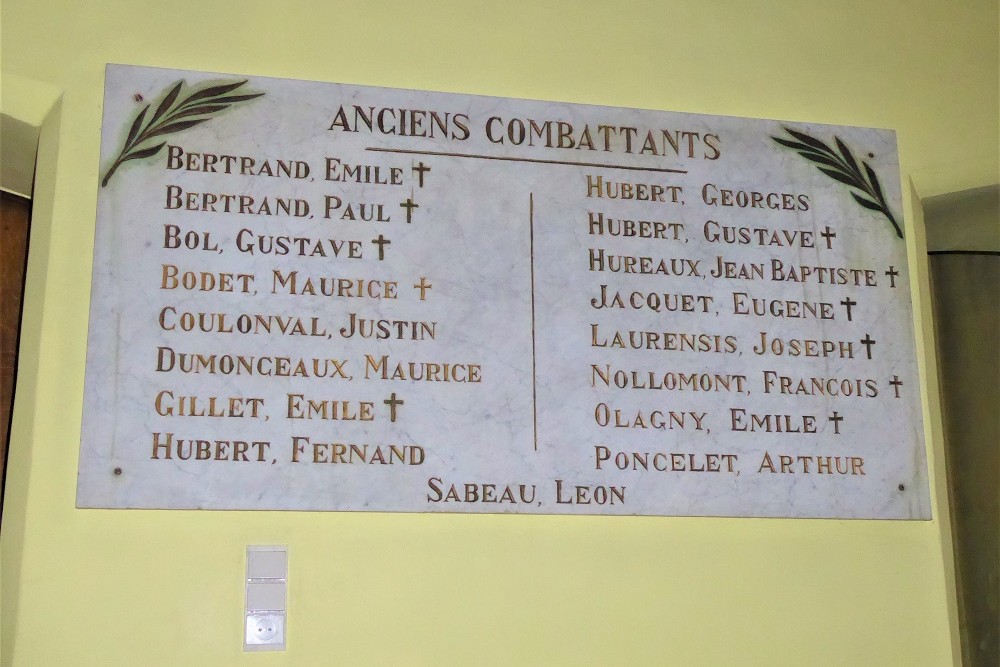 ANCIENS COMBATTANTS
BERTRAND, EMILE ✝
BERTRAND, PAUL ✝
BOL, GUSTAVE ✝
BODET, MAURICE ✝
COULONVAL, JUSTIN
DUMONCEAUX, MAURICE
GILLET, EMILE ✝
HUBERT, FERNAND
HUBERT, GEORGES
HUBERT, GUSTAVE ✝
HUREAUX, JEAN BAPTISTE ✝
JACQUET, EUGENE ✝
LAURENSIS, JOSEPH ✝
NOLLOMONT, FRANCOIS ✝
OLAGNY, EMILE ✝
PONCELET, ARTHUR
SABEAU, LEON